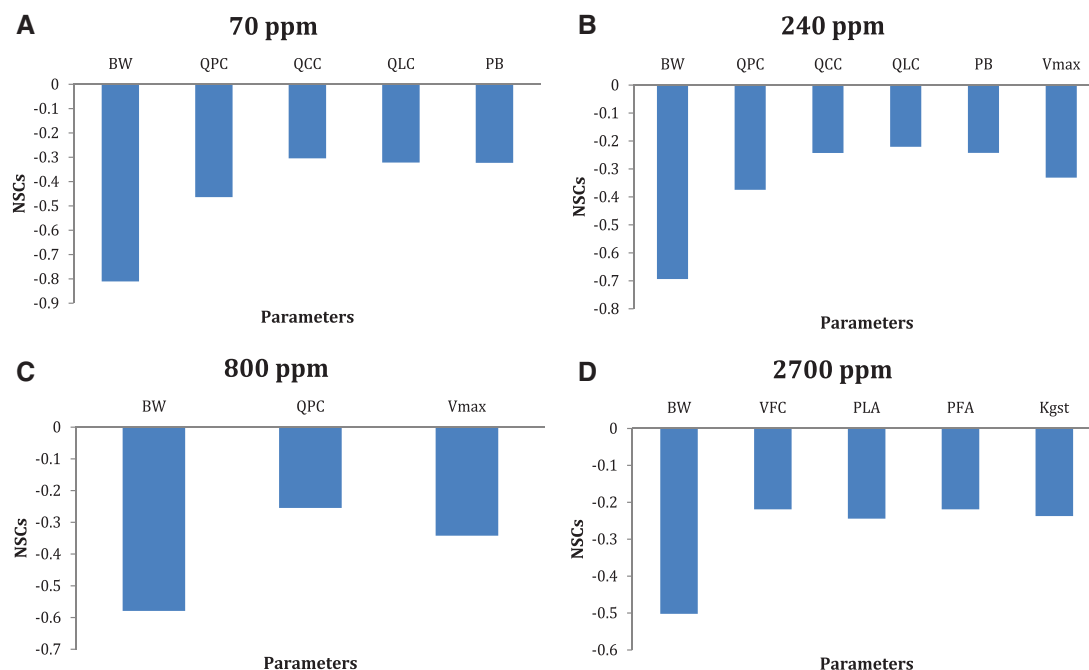 A
70 ppm
BW QPC QCC QLC PB
0
-0.1
-0.2
-0.3
-0.4
-0.5
-0.6
-0.7
-0.8
-0.9
NSCs
Parameters
B
240 ppm
BW QPC QCC QLC PB Vmax
0
-0.1
-0.2
-0.3
-0.4
-0.5
-0.6
-0.7
-0.8
NSCs
Parameters
C
800 ppm
BW QPC Vmax
0
-0.1
-0.2
-0.3
-0.4
-0.5
-0.6
-0.7
NSCs
Parameters
D
2700 ppm
BW VFC PLA PFA Kgst
0
-0.1
-0.2
-0.3
-0.4
-0.5
-0.6
NSCs
Parameters